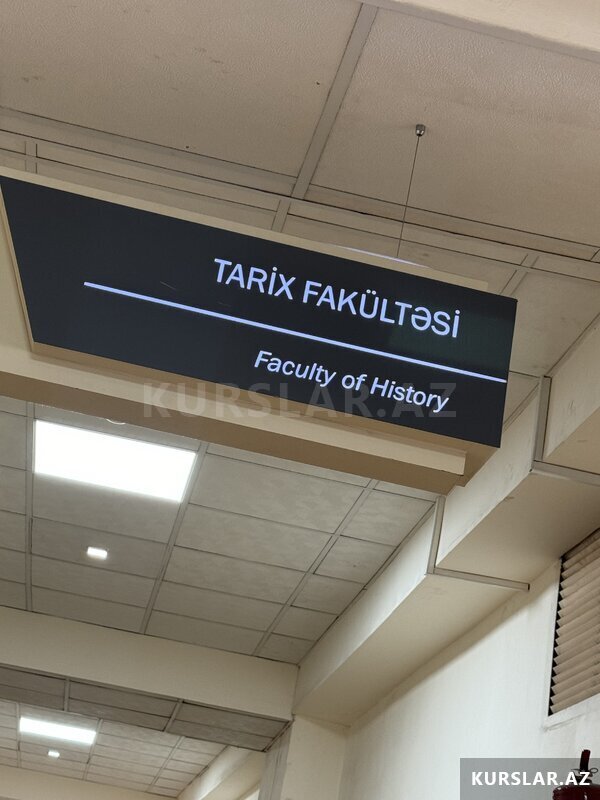 TARİX FAKÜLTƏSİ
Faculty of History
KURSLAR.AZ
KURSLAR.AZ